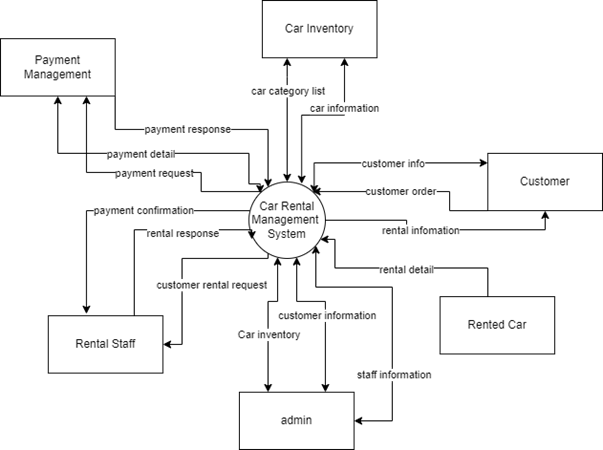 Car Inventory
Payment
Management
car category list
car information
payment response
payment detail
payment request
customer info
customer order
Customer
Car Rental
Management
System
payment confirmation
rental response
rental infomation
rental detail
customer rental request
customer information
Car inventory
staff information
Rental Staff
Rented Car
admin